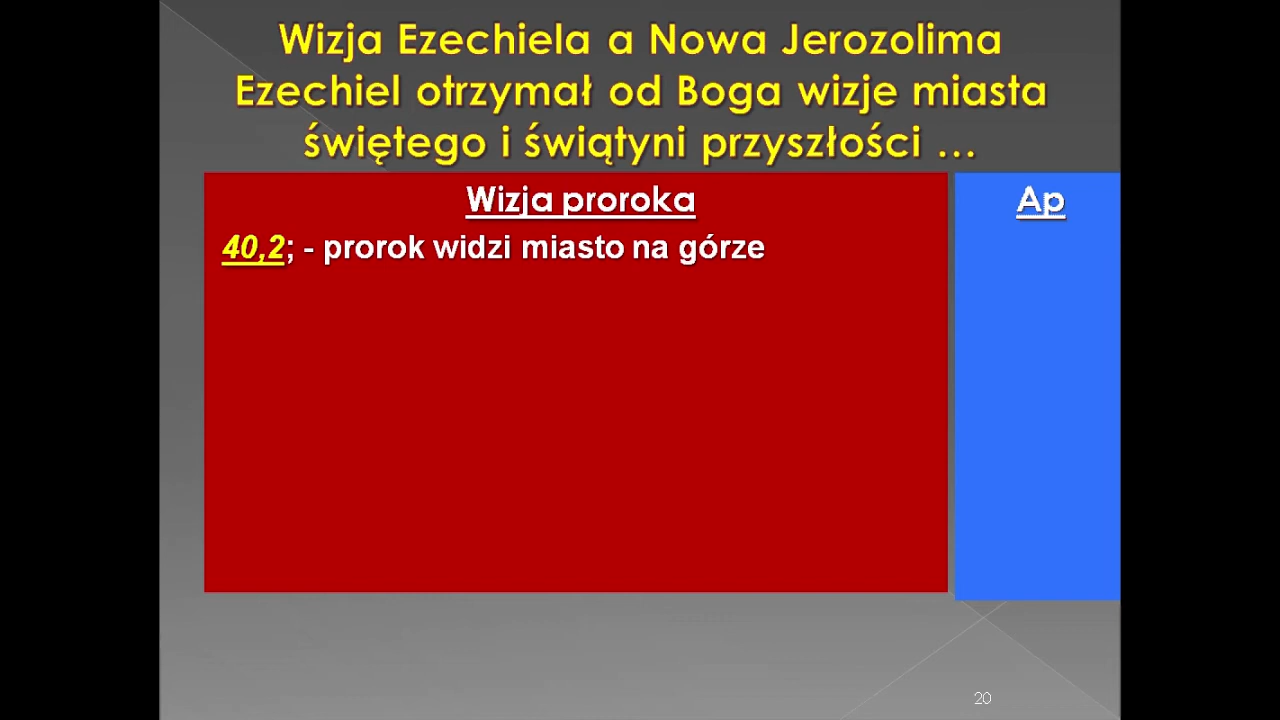 Wizja Ezechiela a Nowa Jerozolima
Ezechiel otrzymał od Boga wizje miasta
świętego i świątyni przyszłości ...
Wizja proroka
40,2; - prorok widzi miasto na górze
Ap
20